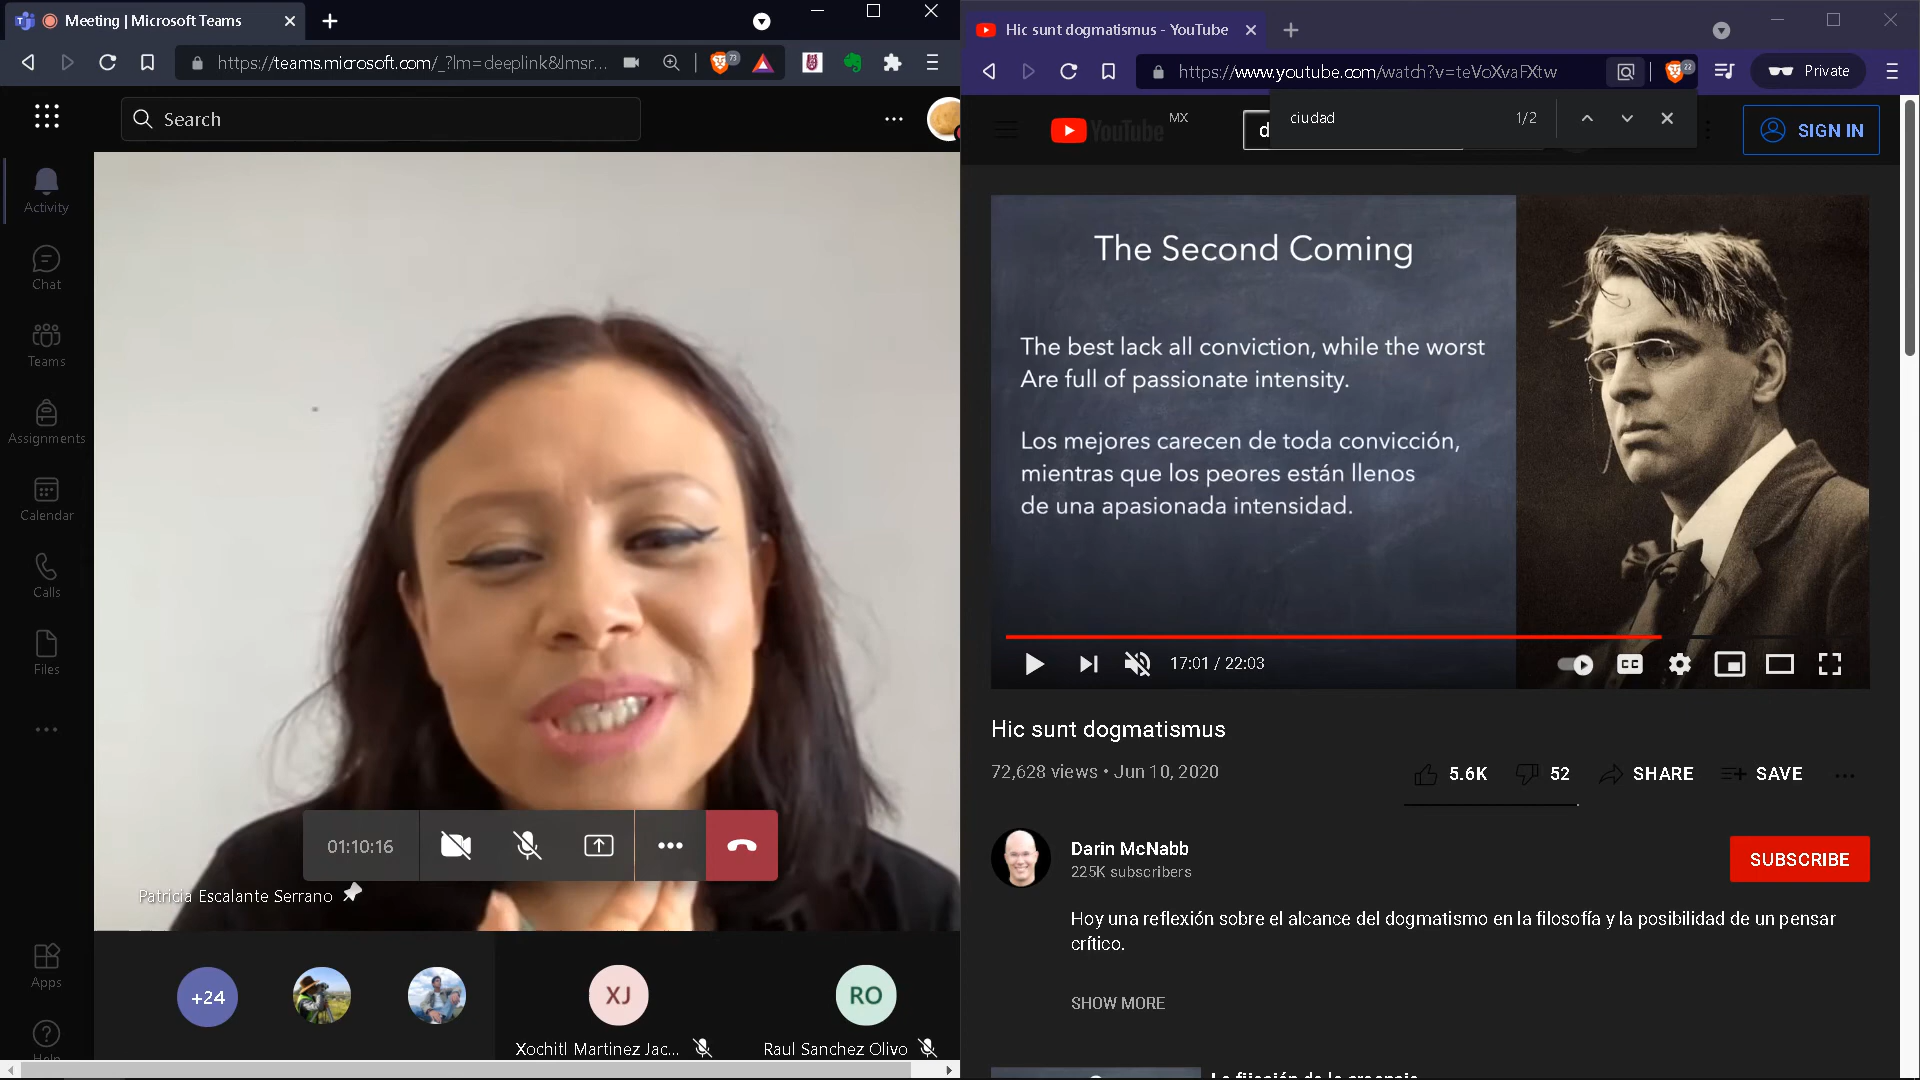 Meeting | Microsoft Teams
https://teams.microsoft.com/_?lm=deeplink&lmsr...
73
Search
Activity
Chat
Teams
Assignments
Calendar
Calls
Files
Apps
Help
01:10:16
Patricia Escalante Serrano
+24
XJ
Xochitl Martinez Jac...
RO
Raul Sanchez Olivo
Hic sunt dogmatismus - YouTube
https://www.youtube.com/watch?v=teVoXvaFXtw
22
Private
YouTube
MX
d
ciudad
1/2
SIGN IN
The Second Coming
The best lack all conviction, while the worst
Are full of passionate intensity.
Los mejores carecen de toda convicción,
mientras que los peores están llenos
de una apasionada intensidad.
17:01 / 22:03
CC
Hic sunt dogmatismus
72,628 views • Jun 10, 2020
5.6K
52
SHARE
SAVE
Darin McNabb
225K subscribers
SUBSCRIBE
Hoy una reflexión sobre el alcance del dogmatismo en la filosofía y la posibilidad de un pensar
crítico.
SHOW MORE